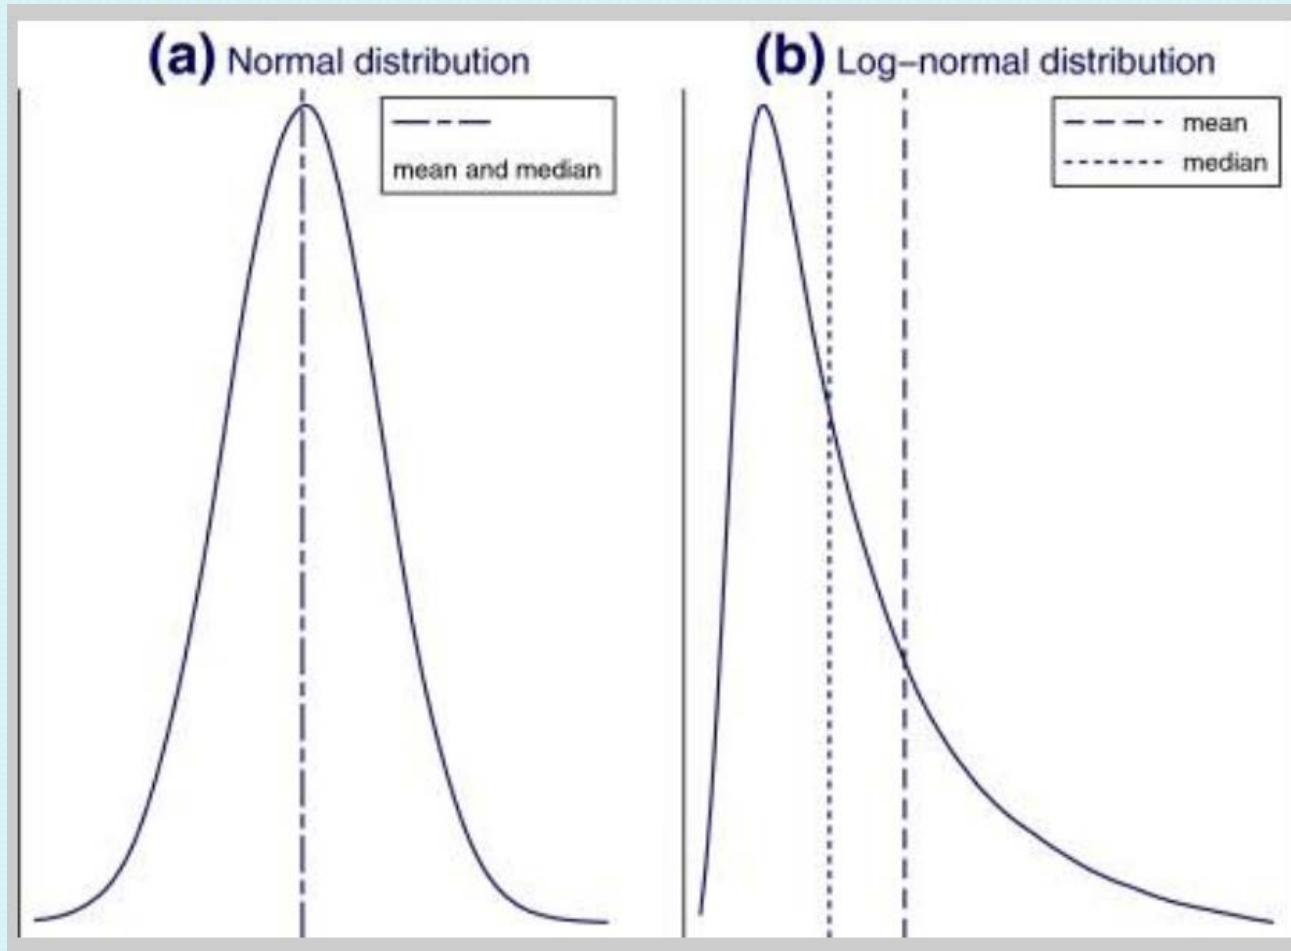 (a) Normal distribution
mean and median
(b) Log-normal distribution
mean
median